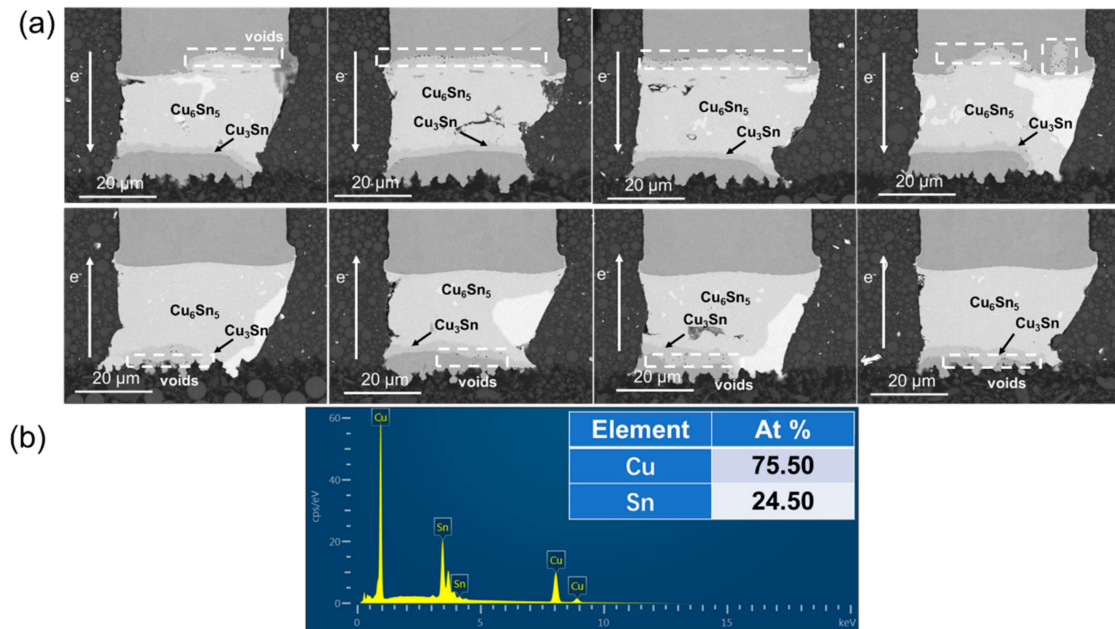 (a)
voids
e-
Cu6Sn5
Cu3Sn
20 µm
e-
Cu6Sn5
Cu3Sn
20 µm
e-
Cu6Sn5
Cu3Sn
20 µm
e-
Cu6Sn5
Cu3Sn
20 µm
e-
Cu6Sn5
Cu3Sn
20 µm
voids
e-
Cu6Sn5
Cu3Sn
20 µm
voids
e-
Cu6Sn5
Cu3Sn
20 µm
voids
e-
Cu6Sn5
Cu3Sn
20 µm
voids
(b)
60
40
20
0
cps/eV
Cu
Sn
Sn
Cu
Cu
0 5 10 15 keV
Element At %
Cu 75.50
Sn 24.50